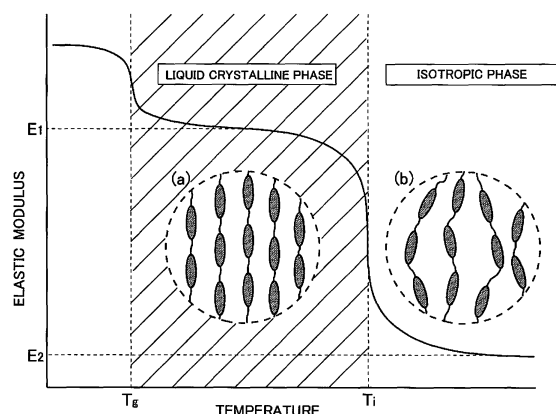 LIQUID CRYSTALLINE PHASE
ISOTROPIC PHASE
E1
(a)
(b)
ELASTIC MODULUS
E2
Tg
Ti
TEMPERATURE